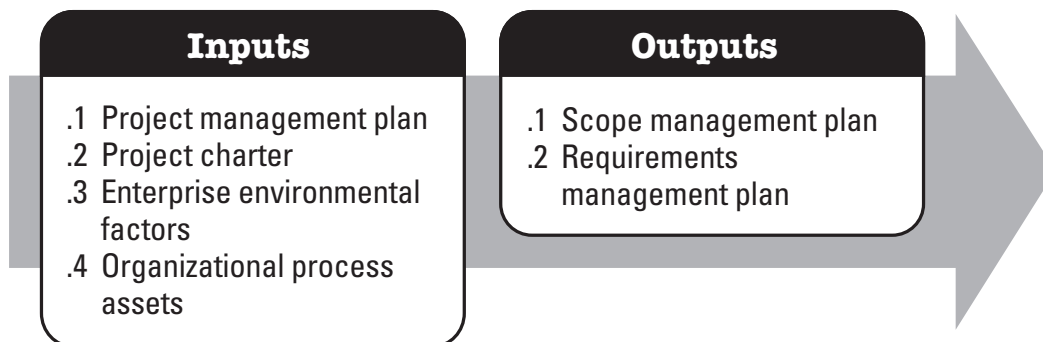 Inputs
.1 Project management plan
.2 Project charter
.3 Enterprise environmental
factors
.4 Organizational process
assets
Outputs
.1 Scope management plan
.2 Requirements
management plan